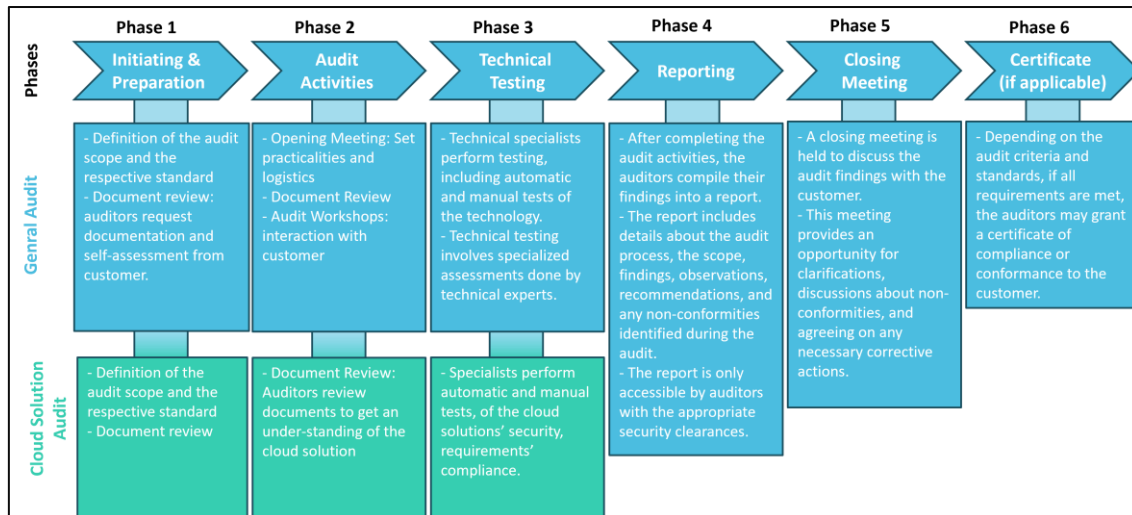 Phase 1
Phase 2
Phase 3
Phase 4
Phase 5
Phase 6
Phases
Initiating &
Preparation
Audit
Activities
Technical
Testing
Reporting
Closing
Meeting
Certificate
(if applicable)
Genral Audit
- Definition of the audit
scope and the
respective standard
- Document review:
auditors request
documentation and
self-assessment from
customer.
- Opening Meeting: Set
practicalities and
logistics
- Document Review
- Audit Workshops:
interaction with
customer
- Technical specialists
perform testing,
including automatic
and manual tests
of the technology.
- Technical testing
involves specialized
assessments done by
technical experts.
- After completing the
audit activities, the
auditors compile their
findings into a report.
- The report includes
details about the audit
process, the scope,
findings, observations,
recommendations, and
any non-conformities
identified during the
audit.
- The report is only
accessible by auditors
with the appropriate
security clearances.
- A closing meeting is
held to discuss the
audit findings with the
customer.
- This meeting
provides an
opportunity for
clarifications,
discussions about non-
conformities, and
agreeing on any
necessary corrective
actions.
- Depending on the
audit criteria and
standards, if all
requirements are met,
the auditors may grant
a certificate of
compliance or
conformance to the
customer.
Cloud Solution
Audit
- Definition of the
audit scope and the
respective standard
- Document review
- Document Review:
Auditors review
documents to get an
under-standing of the
cloud solution
- Specialists perform
automatic and manual
tests, of the cloud
solutions' security,
requirements'
compliance.